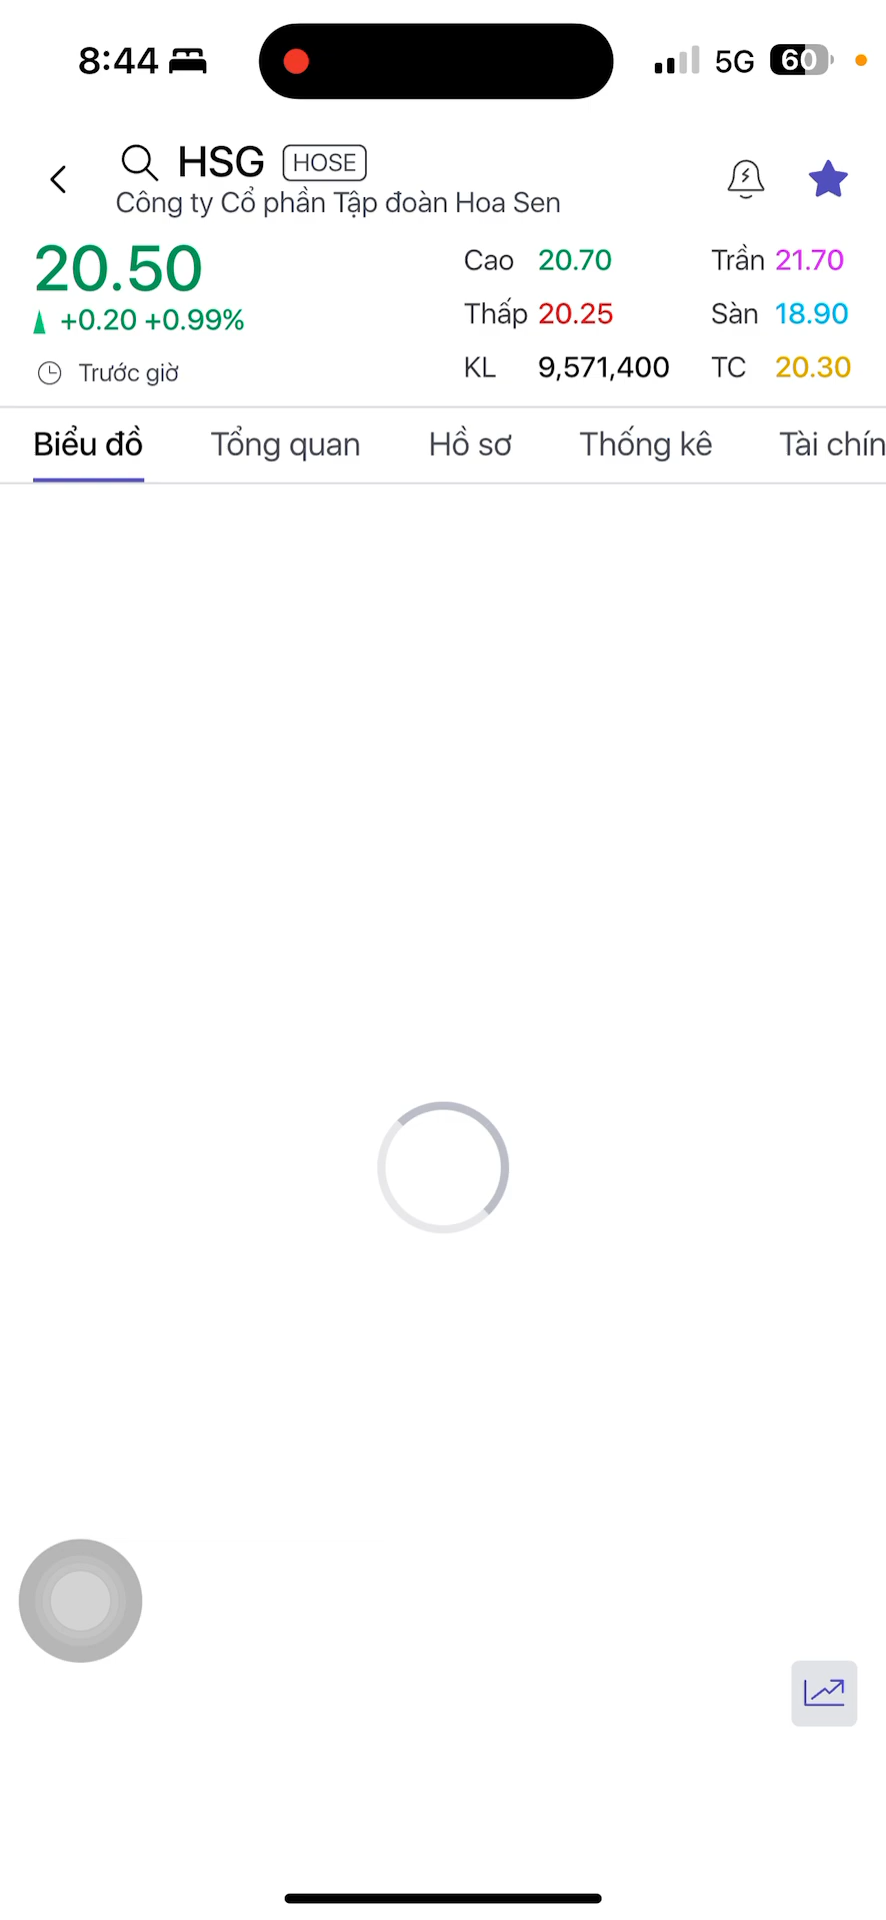 8:44 5G 60
HSG HOSE
Công ty Cổ phần Tập đoàn Hoa Sen
20.50 Cao 20.70 Trần 21.70
+0.20 +0.99% Thấp 20.25 Sàn 18.90
Trước giờ KL 9,571,400 TC 20.30
Biểu đồ Tổng quan Hồ sơ Thống kê Tài chín